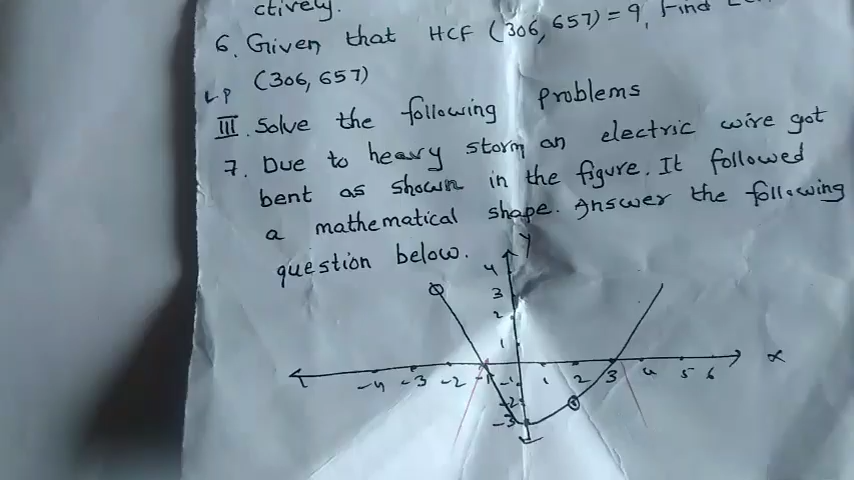 ctively.
6. Given that HCF (306, 657) = 9, Find
(306, 657)
III. Solve the following problems
7. Due to heavy storm an electric wire got
bent as shown in the figure. It followed
a mathematical shape. Answer the following
question below.
y
4
3
2
1
-4 -3 -2 -1 1 2 3 4 5 6 x
-1
-2
-3